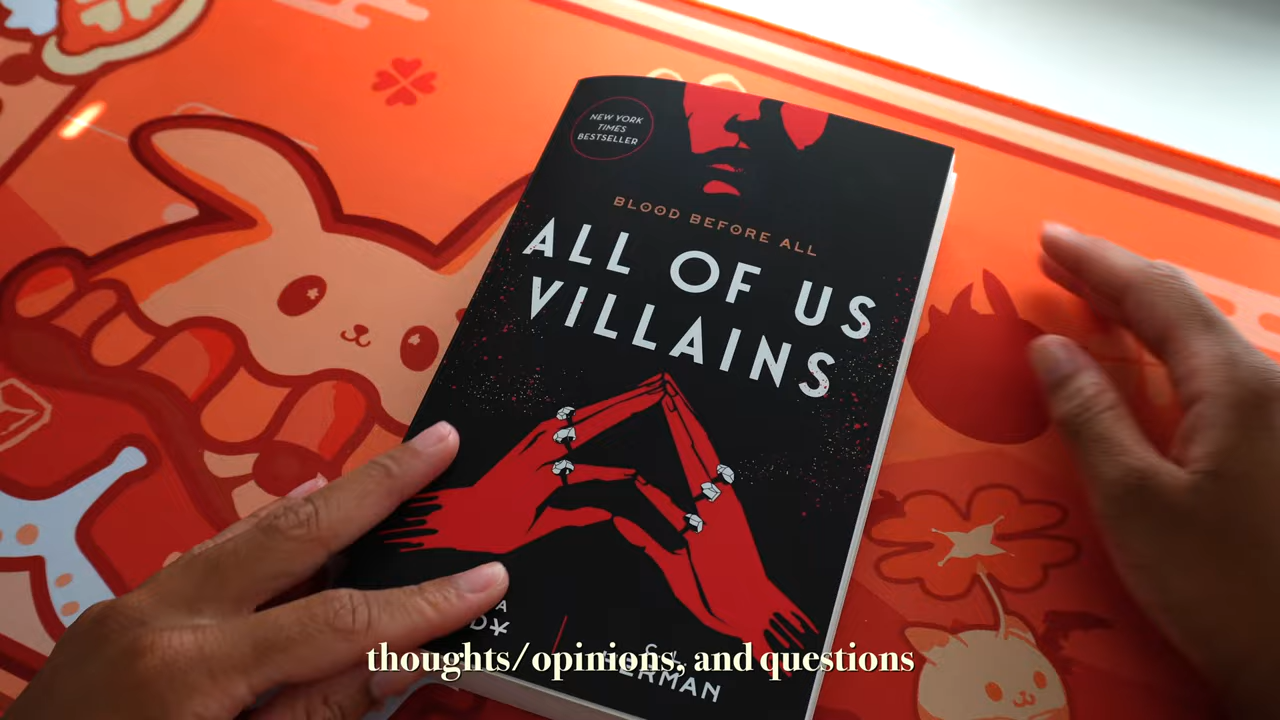 NEW YORK
TIMES
BESTSELLER
BLOOD BEFORE ALL
ALL OF US
VILLAINS
thoughts/opinions, and questions